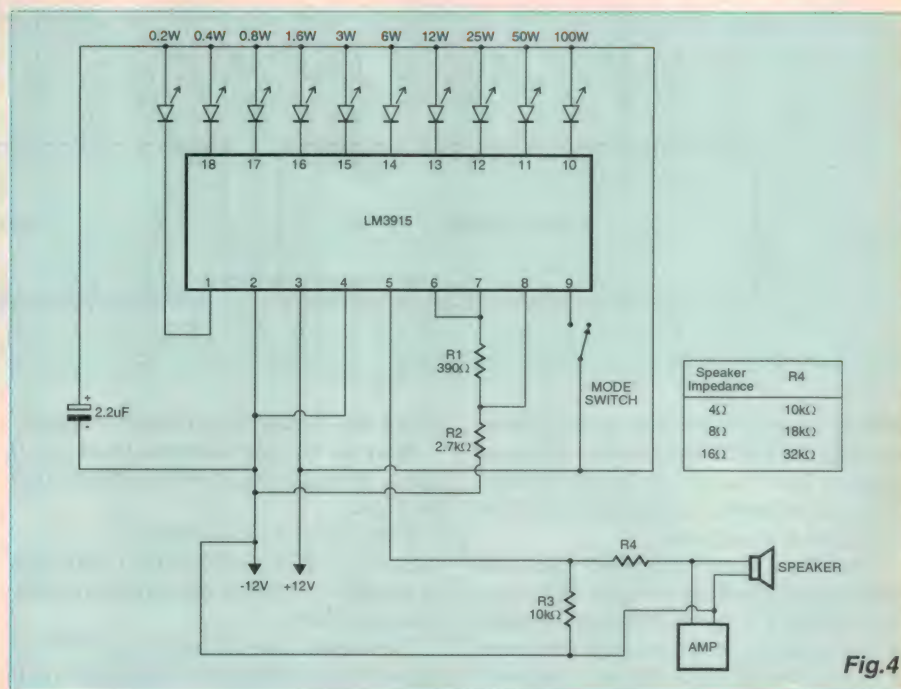 0.2W 0.4W 0.8W 1.6W 3W 6W 12W 25W 50W 100W
18 17 16 15 14 13 12 11 10
LM3915
1 2 3 4 5 6 7 8 9
R1
390Ω
MODE
SWITCH
+
2.2uF
-
R2
2.7kΩ
Speaker Impedance R4
4Ω 10kΩ
8Ω 18kΩ
16Ω 32kΩ
-12V +12V
R4
SPEAKER
R3
10kΩ
AMP
Fig.4